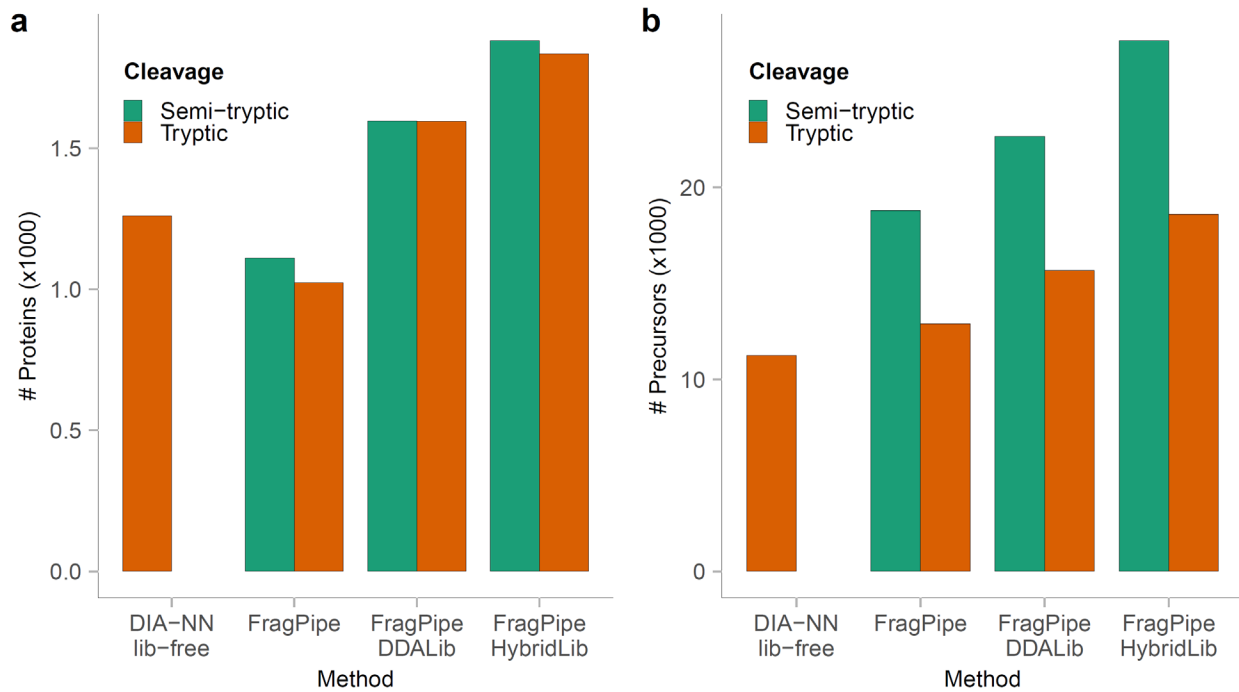 a
Cleavage
Semi−tryptic
Tryptic
# Proteins (x1000)
1.5
1.0
0.5
0.0
DIA−NN
lib−free
FragPipe
FragPipe
DDALib
FragPipe
HybridLib
Method
b
Cleavage
Semi−tryptic
Tryptic
# Precursors (x1000)
20
10
0
DIA−NN
lib−free
FragPipe
FragPipe
DDALib
FragPipe
HybridLib
Method